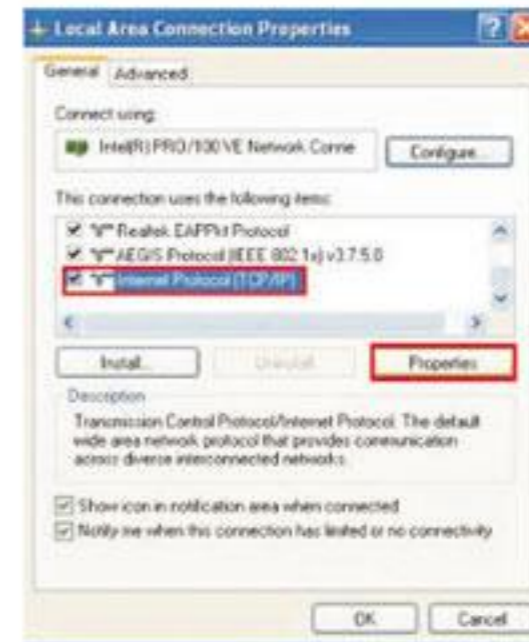 Local Area Connection Properties
General Advanced
Connect using:
Intel(R) PRO/100 VE Network Conne
Configure...
This connection uses the following items:
Realtek EAPPkt Protocol
AEGIS Protocol (IEEE 802.1x) v3.7.5.0
Internet Protocol (TCP/IP)
Install...
Uninstall
Properties
Description
Transmission Control Protocol/Internet Protocol. The default
wide area network protocol that provides communication
across diverse interconnected networks.
Show icon in notification area when connected
Notify me when this connection has limited or no connectivity
OK
Cancel